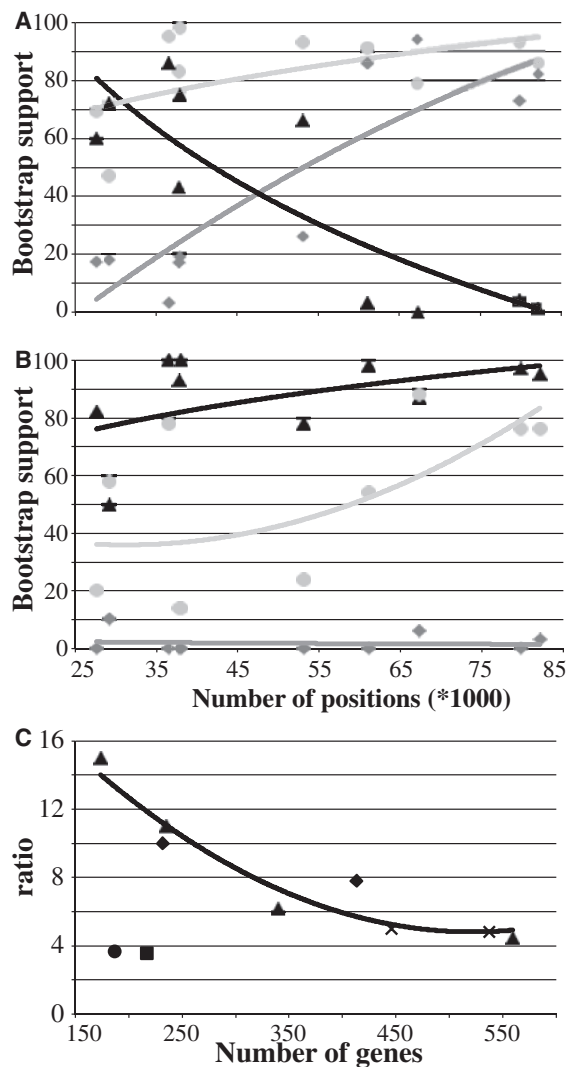 A
100
80
60
40
20
0
Bootstrap support
B
100
80
60
40
20
0
Bootstrap support
25 35 45 55 65 75 85
Number of positions (*1000)
C
16
12
8
4
0
ratio
150 250 350 450 550
Number of genes